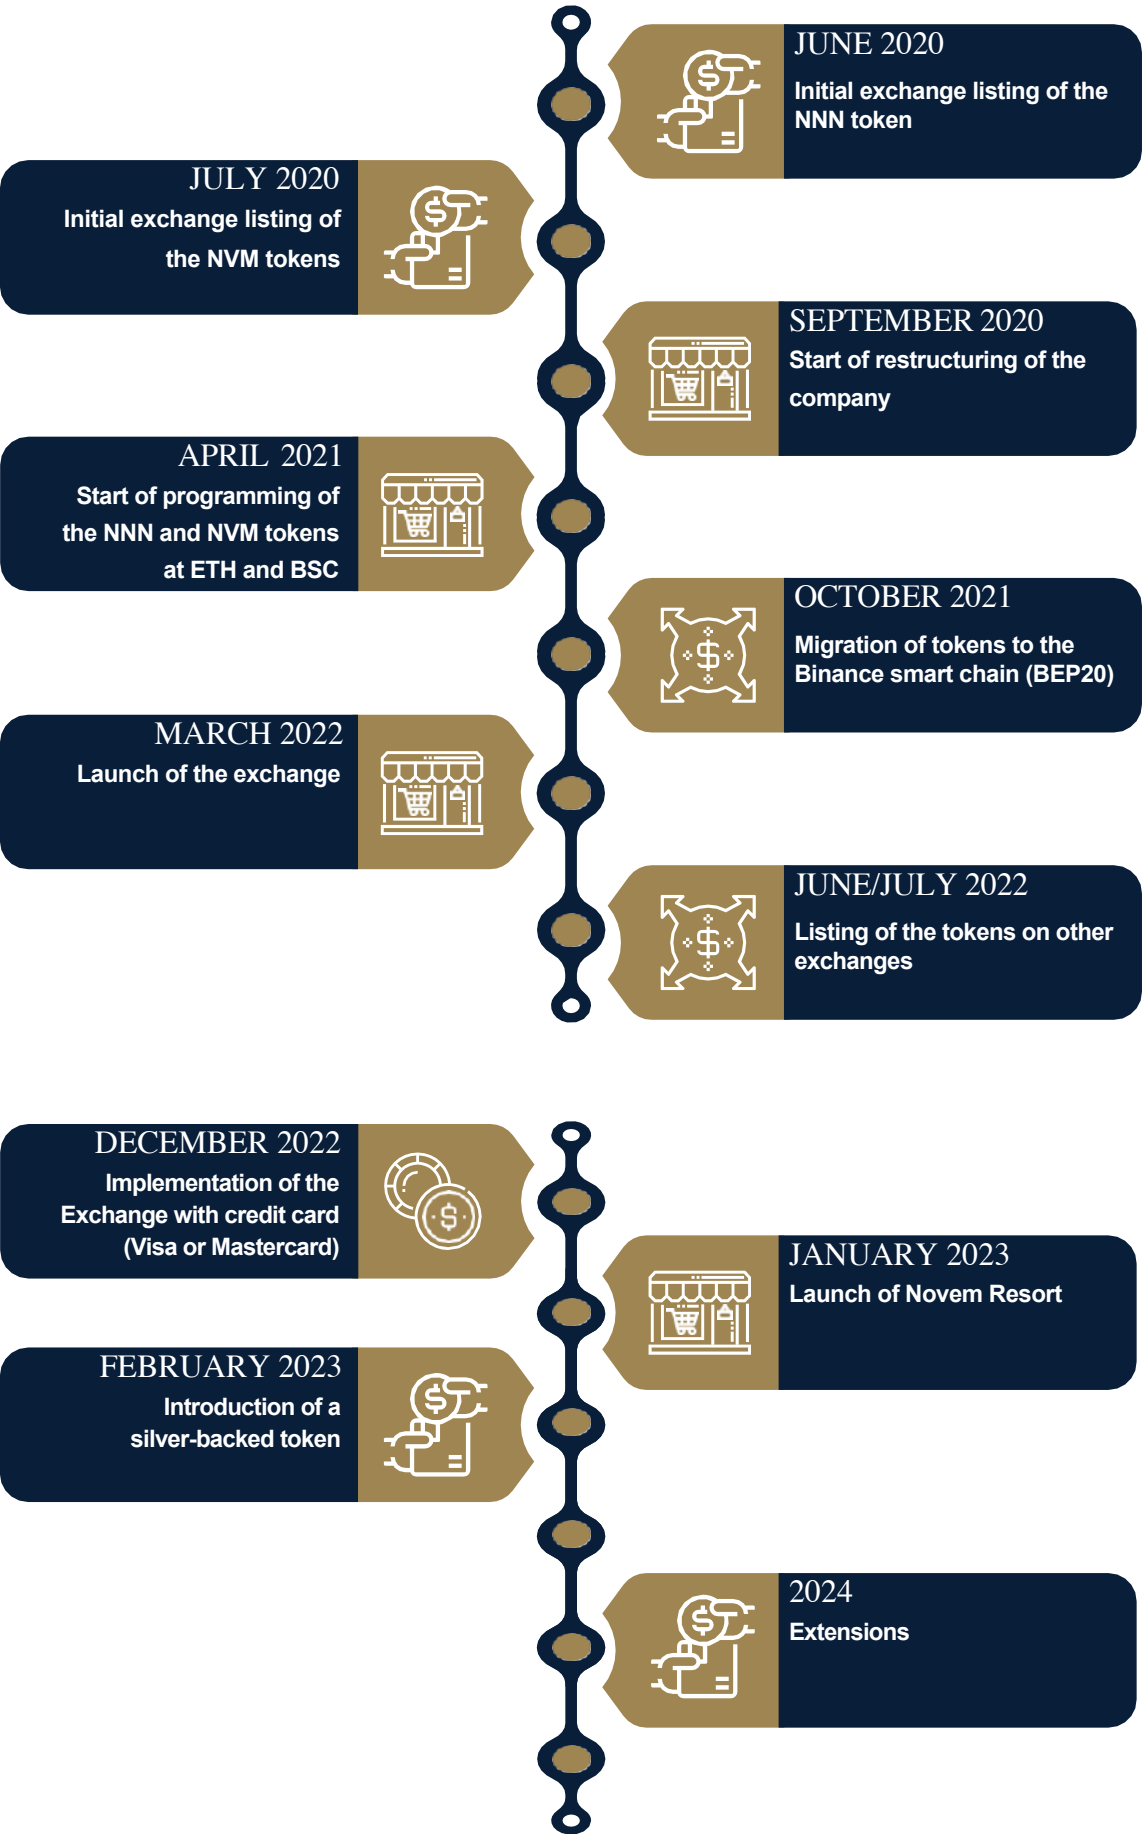 JUNE 2020
Initial exchange listing of the
NNN token
JULY 2020
Initial exchange listing of
the NVM tokens
SEPTEMBER 2020
Start of restructuring of the
company
APRIL 2021
Start of programming of
the NNN and NVM tokens
at ETH and BSC
OCTOBER 2021
Migration of tokens to the
Binance smart chain (BEP20)
MARCH 2022
Launch of the exchange
JUNE/JULY 2022
Listing of the tokens on other
exchanges
DECEMBER 2022
Implementation of the
Exchange with credit card
(Visa or Mastercard)
JANUARY 2023
Launch of Novem Resort
FEBRUARY 2023
Introduction of a
silver-backed token
2024
Extensions